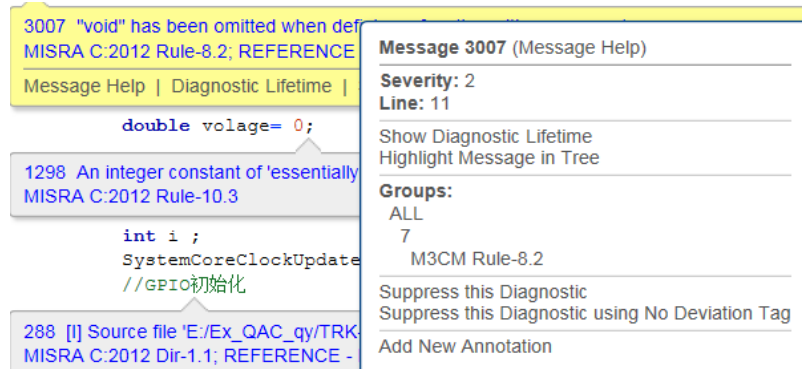 3007 "void" has been omitted when
MISRA C:2012 Rule-8.2; REFERENCE
Message Help | Diagnostic Lifetime |
double volage= 0;
1298 An integer constant of 'essentially
MISRA C:2012 Rule-10.3
int i ;
SystemCoreClockUpdate
//GPIO初始化
288 [I] Source file 'E:/Ex_QAC_qy/TRK-
MISRA C:2012 Dir-1.1; REFERENCE -
Message 3007 (Message Help)
Severity: 2
Line: 11
Show Diagnostic Lifetime
Highlight Message in Tree
Groups:
ALL
7
M3CM Rule-8.2
Suppress this Diagnostic
Suppress this Diagnostic using No Deviation Tag
Add New Annotation